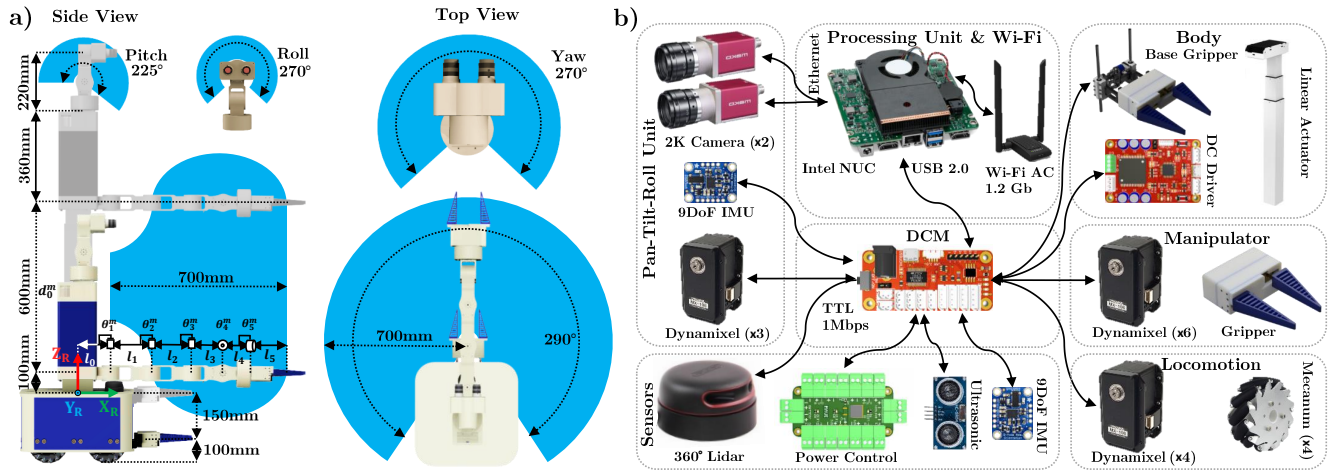 a)
Side View
Top View
Pitch
225°
Roll
270°
Yaw
270°
220mm
360mm
600mm
100mm
700mm
d₀ᵐ
θ₁ᵐ
θ₂ᵐ
θ₃ᵐ
θ₄ᵐ
θ₅ᵐ
l₀
l₁
l₂
l₃
l₄
l₅
Z_R
Y_R
X_R
150mm
100mm
700mm
290°
b)
Pan-Tilt-Roll Unit
2K Camera (x2)
9DoF IMU
Dynamixel (x3)
Processing Unit & Wi-Fi
Ethernet
Intel NUC
USB 2.0
Wi-Fi AC
1.2 Gb
Body
Base Gripper
Linear Actuator
DC Driver
DCM
TTL
1Mbps
Manipulator
Dynamixel (x6)
Gripper
Sensors
360° Lidar
Power Control
Ultrasonic
9DoF IMU
Locomotion
Dynamixel (x4)
Mecanum (x4)